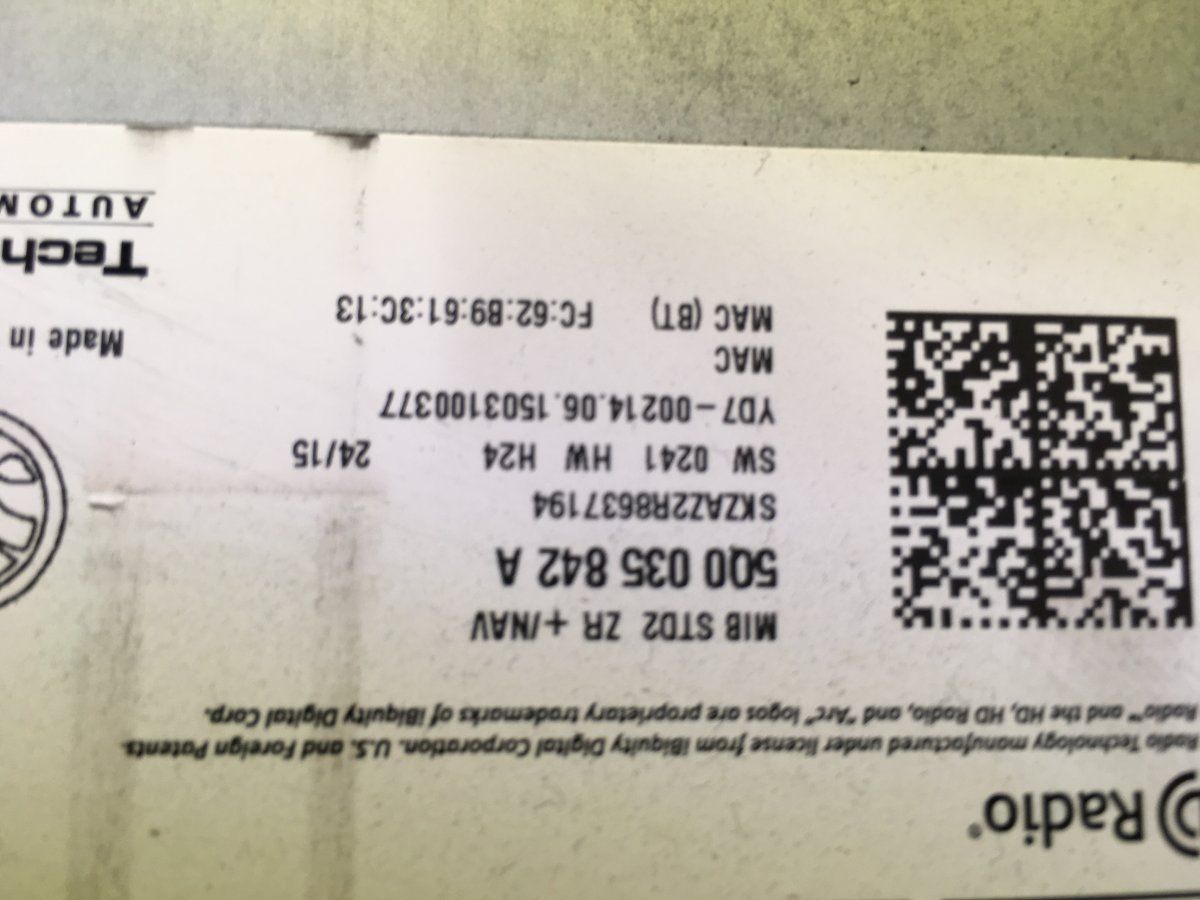 Radio®
Radio Technology manufactured under license from iBiquity Digital Corporation. U.S. and Foreign Patents.
Radio™ and the HD, HD Radio, and "Arc" logos are proprietary trademarks of iBiquity Digital Corp.
MIB STD2 ZR +/NAV
5Q0 035 842 A
SKZAZ2R8637194
SW 0241 HW H24 24/15
YD7-00214.06.1503100377
MAC
MAC (BT) FC:62:B9:61:3C:13
Made in
Tech
AUTOM